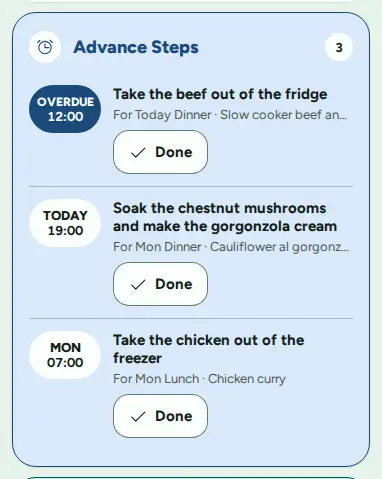 Advance Steps
3
OVERDUE
12:00
Take the beef out of the fridge
For Today Dinner · Slow cooker beef an...
Done
TODAY
19:00
Soak the chestnut mushrooms
and make the gorgonzola cream
For Mon Dinner · Cauliflower al gorgonz...
Done
MON
07:00
Take the chicken out of the
freezer
For Mon Lunch · Chicken curry
Done